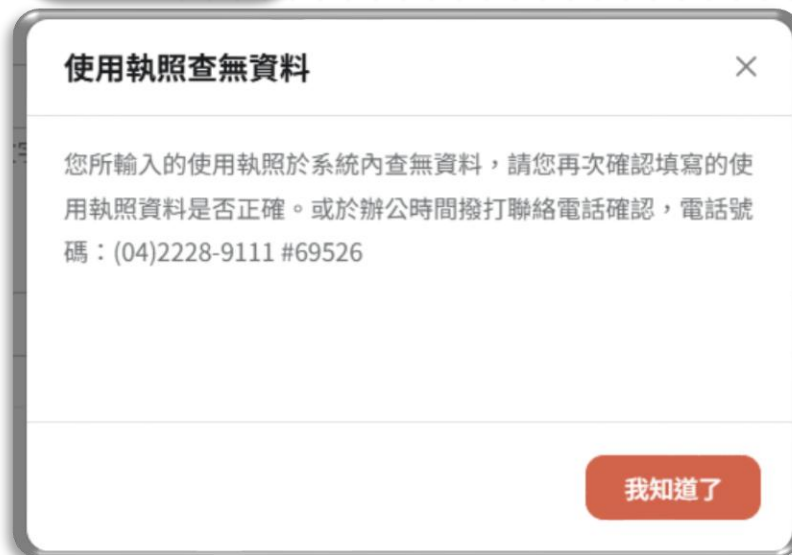 使用執照查無資料
您所輸入的使用執照於系統內查無資料，請您再次確認填寫的使
用執照資料是否正確。或於辦公時間撥打聯絡電話確認，電話號
碼：(04)2228-9111 #69526
我知道了